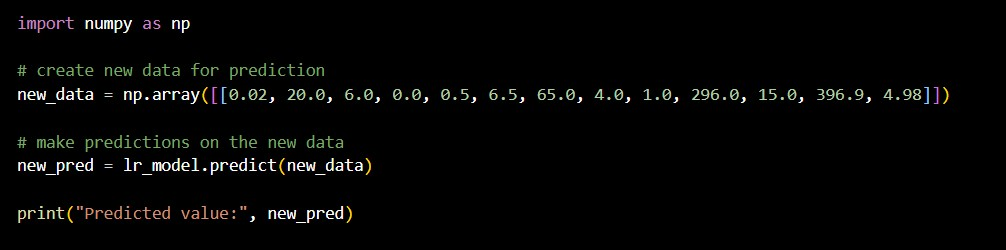 import numpy as np
# create new data for prediction
new_data = np.array([[0.02, 20.0, 6.0, 0.0, 0.5, 6.5, 65.0, 4.0, 1.0, 296.0, 15.0, 396.9, 4.98]])
# make predictions on the new data
new_pred = lr_model.predict(new_data)
print("Predicted value:", new_pred)